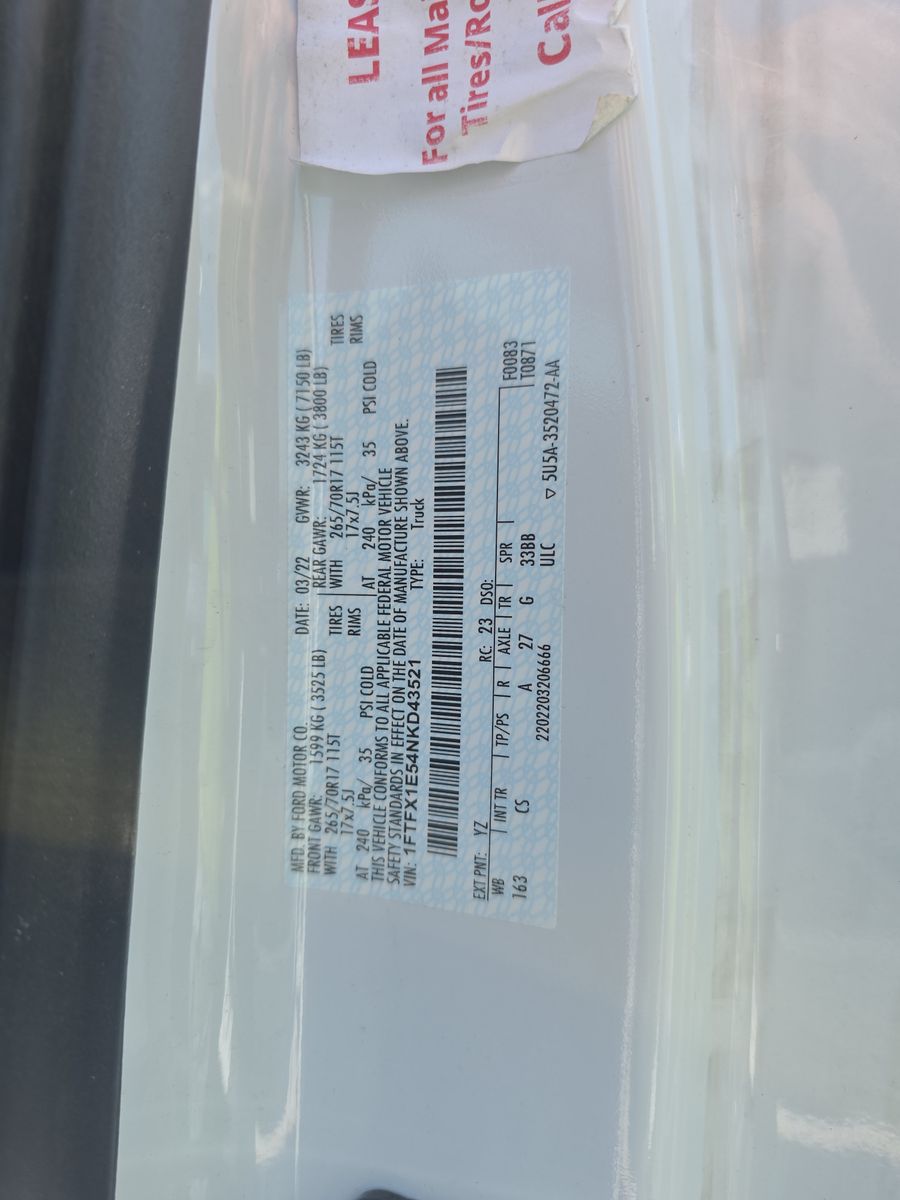 LEAS
For all Ma
Tires/Ro
Cal
MFD. BY FORD MOTOR CO. DATE: 03/22 GVWR: 3243 KG ( 7150 LB)
FRONT GAWR: 1599 KG ( 3525 LB) REAR GAWR: 1724 KG ( 3800 LB)
WITH 265/70R17 115T TIRES WITH 265/70R17 115T TIRES
17x7.5J RIMS 17x7.5J RIMS
AT 240 kPa/ 35 PSI COLD AT 240 kPa/ 35 PSI COLD
THIS VEHICLE CONFORMS TO ALL APPLICABLE FEDERAL MOTOR VEHICLE
SAFETY STANDARDS IN EFFECT ON THE DATE OF MANUFACTURE SHOWN ABOVE.
VIN: 1FTFX1E54NKD43521 TYPE: Truck
EXT PNT: YZ RC: 23 DSO:
WB INT TR TP/PS R AXLE TR SPR F0083
163 CS A 27 G 33BB T0871
2202203206666 ULC ▽ 5U5A-3520472-AA